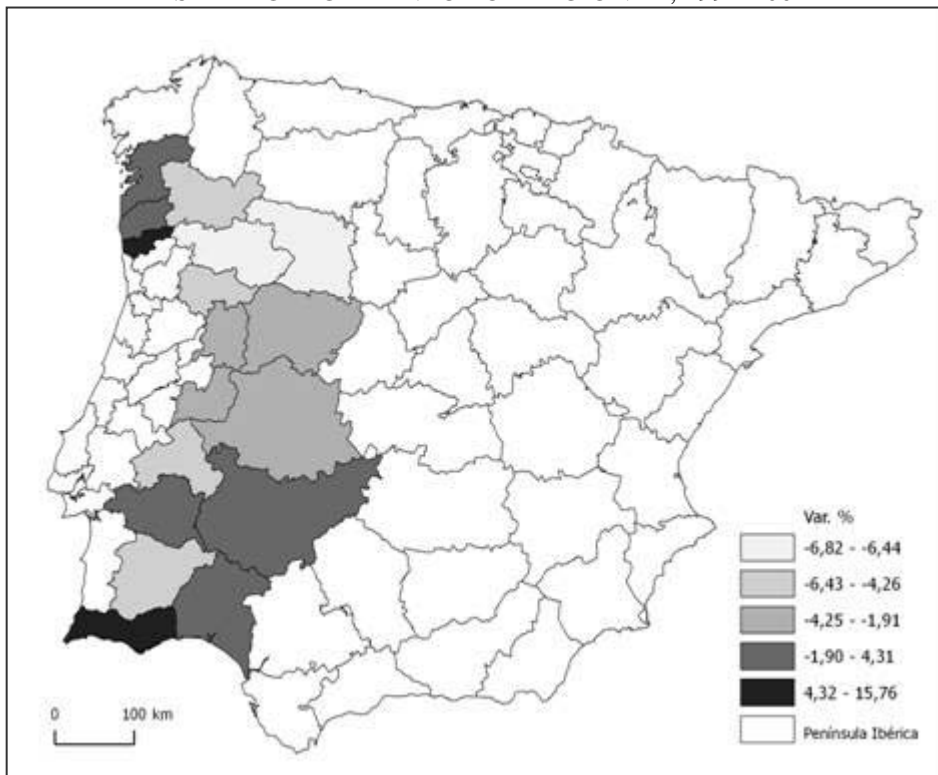 Var. %
-6,82 - -6,44
-6,43 - -4,26
-4,25 - -1,91
-1,90 - 4,31
4,32 - 15,76
Península Ibérica
0 100 km